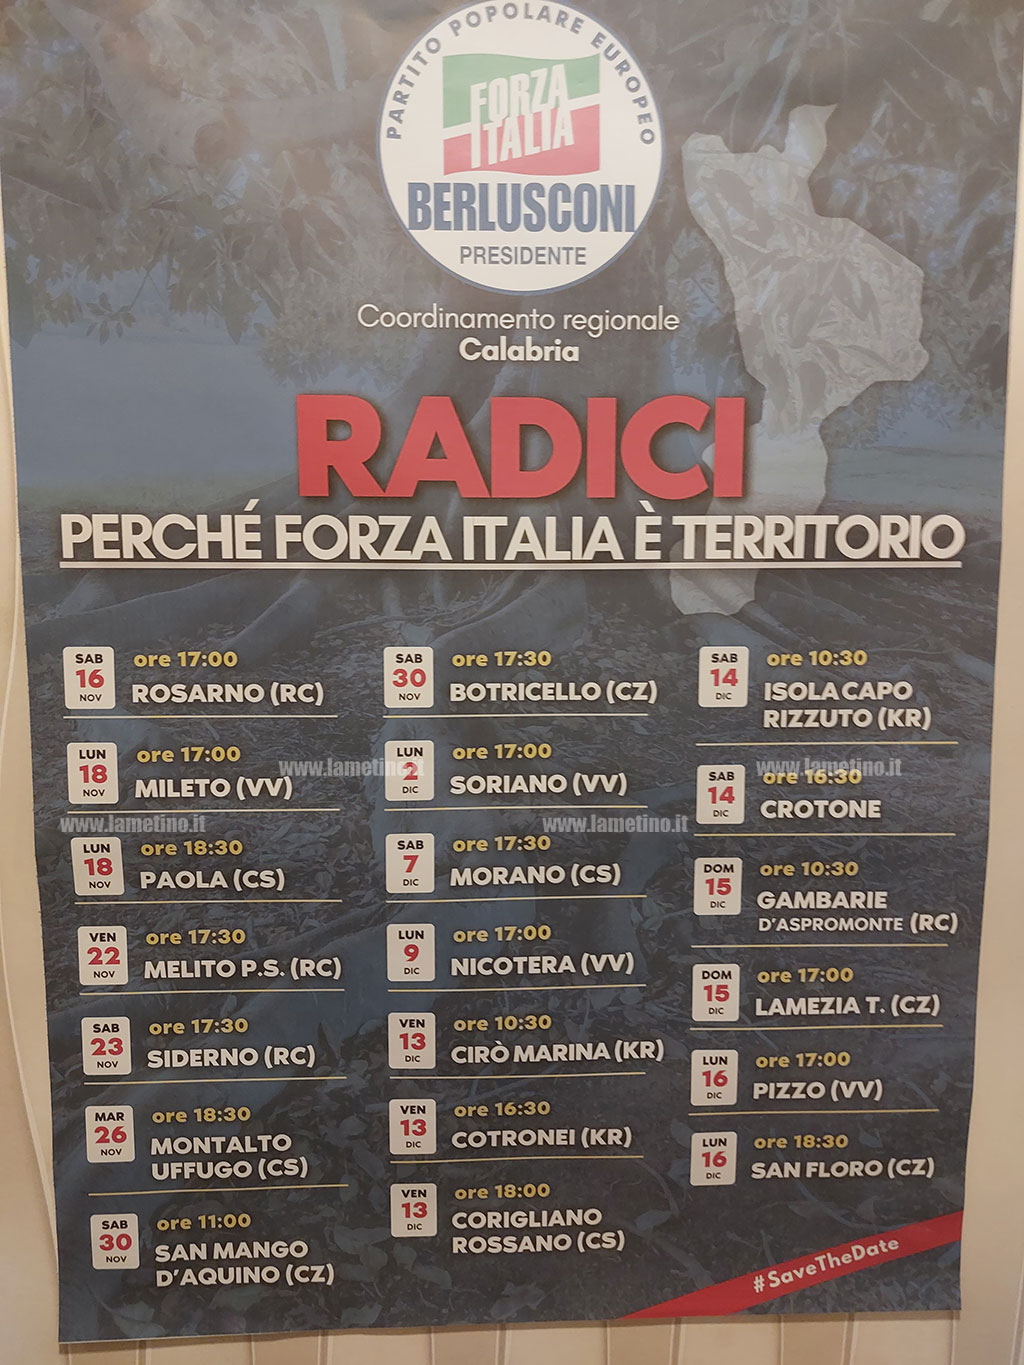 PARTITO POPOLARE EUROPEO
FORZA
ITALIA
BERLUSCONI
PRESIDENTE
Coordinamento regionale
Calabria
RADICI
PERCHÉ FORZA ITALIA È TERRITORIO
SAB
16
NOV
ore 17:00
ROSARNO (RC)
LUN
18
NOV
ore 17:00
MILETO (VV)
www.lametino.it
LUN
18
NOV
ore 18:30
PAOLA (CS)
VEN
22
NOV
ore 17:30
MELITO P.S. (RC)
SAB
23
NOV
ore 17:30
SIDERNO (RC)
MAR
26
NOV
ore 18:30
MONTALTO
UFFUGO (CS)
SAB
30
NOV
ore 11:00
SAN MANGO
D'AQUINO (CZ)
SAB
30
NOV
ore 17:30
BOTRICELLO (CZ)
www.lametino.it
LUN
2
DIC
ore 17:00
SORIANO (VV)
www.lametino.it
SAB
7
DIC
ore 17:30
MORANO (CS)
LUN
9
DIC
ore 17:00
NICOTERA (VV)
VEN
13
DIC
ore 10:30
CIRÒ MARINA (KR)
VEN
13
DIC
ore 16:30
COTRONEI (KR)
VEN
13
DIC
ore 18:00
CORIGLIANO
ROSSANO (CS)
SAB
14
DIC
ore 10:30
ISOLA CAPO
RIZZUTO (KR)
www.lametino.it
SAB
14
DIC
ore 16:30
CROTONE
DOM
15
DIC
ore 10:30
GAMBARIE
D'ASPROMONTE (RC)
DOM
15
DIC
ore 17:00
LAMEZIA T. (CZ)
LUN
16
DIC
ore 17:00
PIZZO (VV)
LUN
16
DIC
ore 18:30
SAN FLORO (CZ)
#SaveTheDate